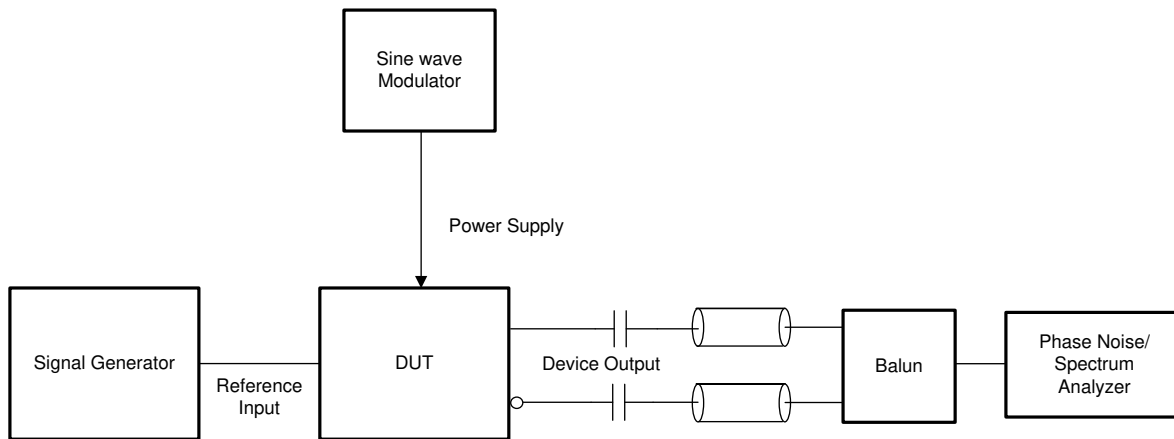 Sine wave
Modulator
Power Supply
Signal Generator
Reference
Input
DUT
Device Output
Balun
Phase Noise/
Spectrum
Analyzer